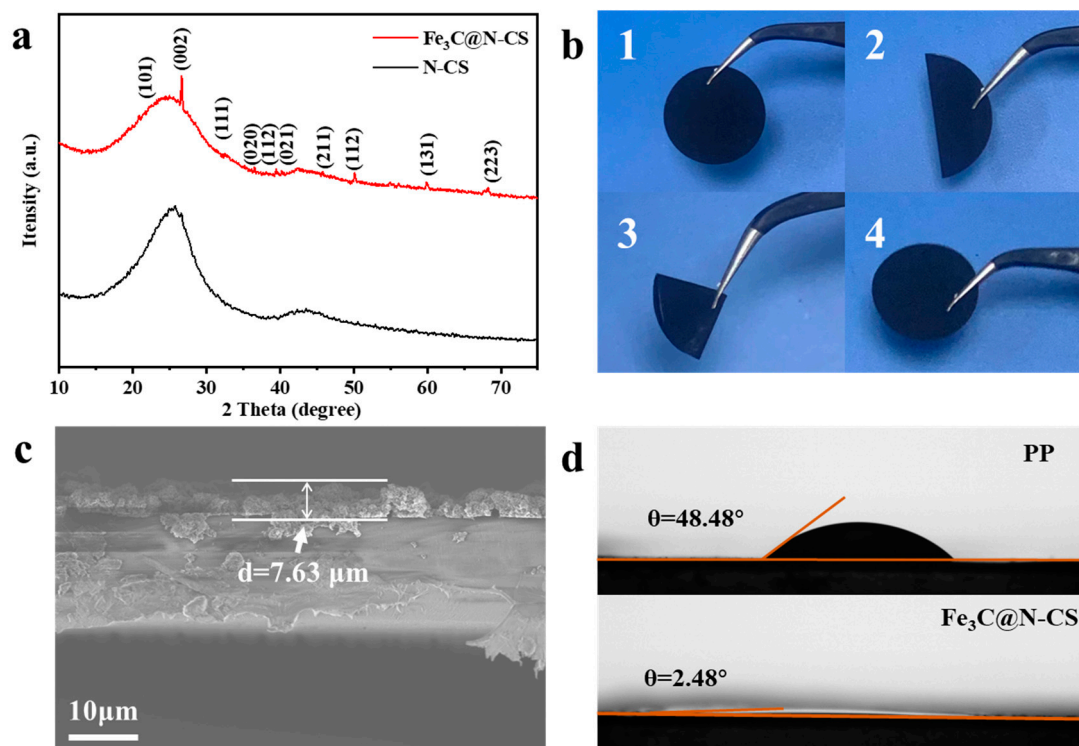 a
Fe₃C@N-CS
N-CS
(101)
(002)
(111)
(020)
(112)
(021)
(211)
(112)
(131)
(223)
Itensity (a.u.)
10 20 30 40 50 60 70
2 Theta (degree)
b
1
2
3
4
c
d=7.63 μm
10μm
d
PP
θ=48.48°
Fe₃C@N-CS
θ=2.48°